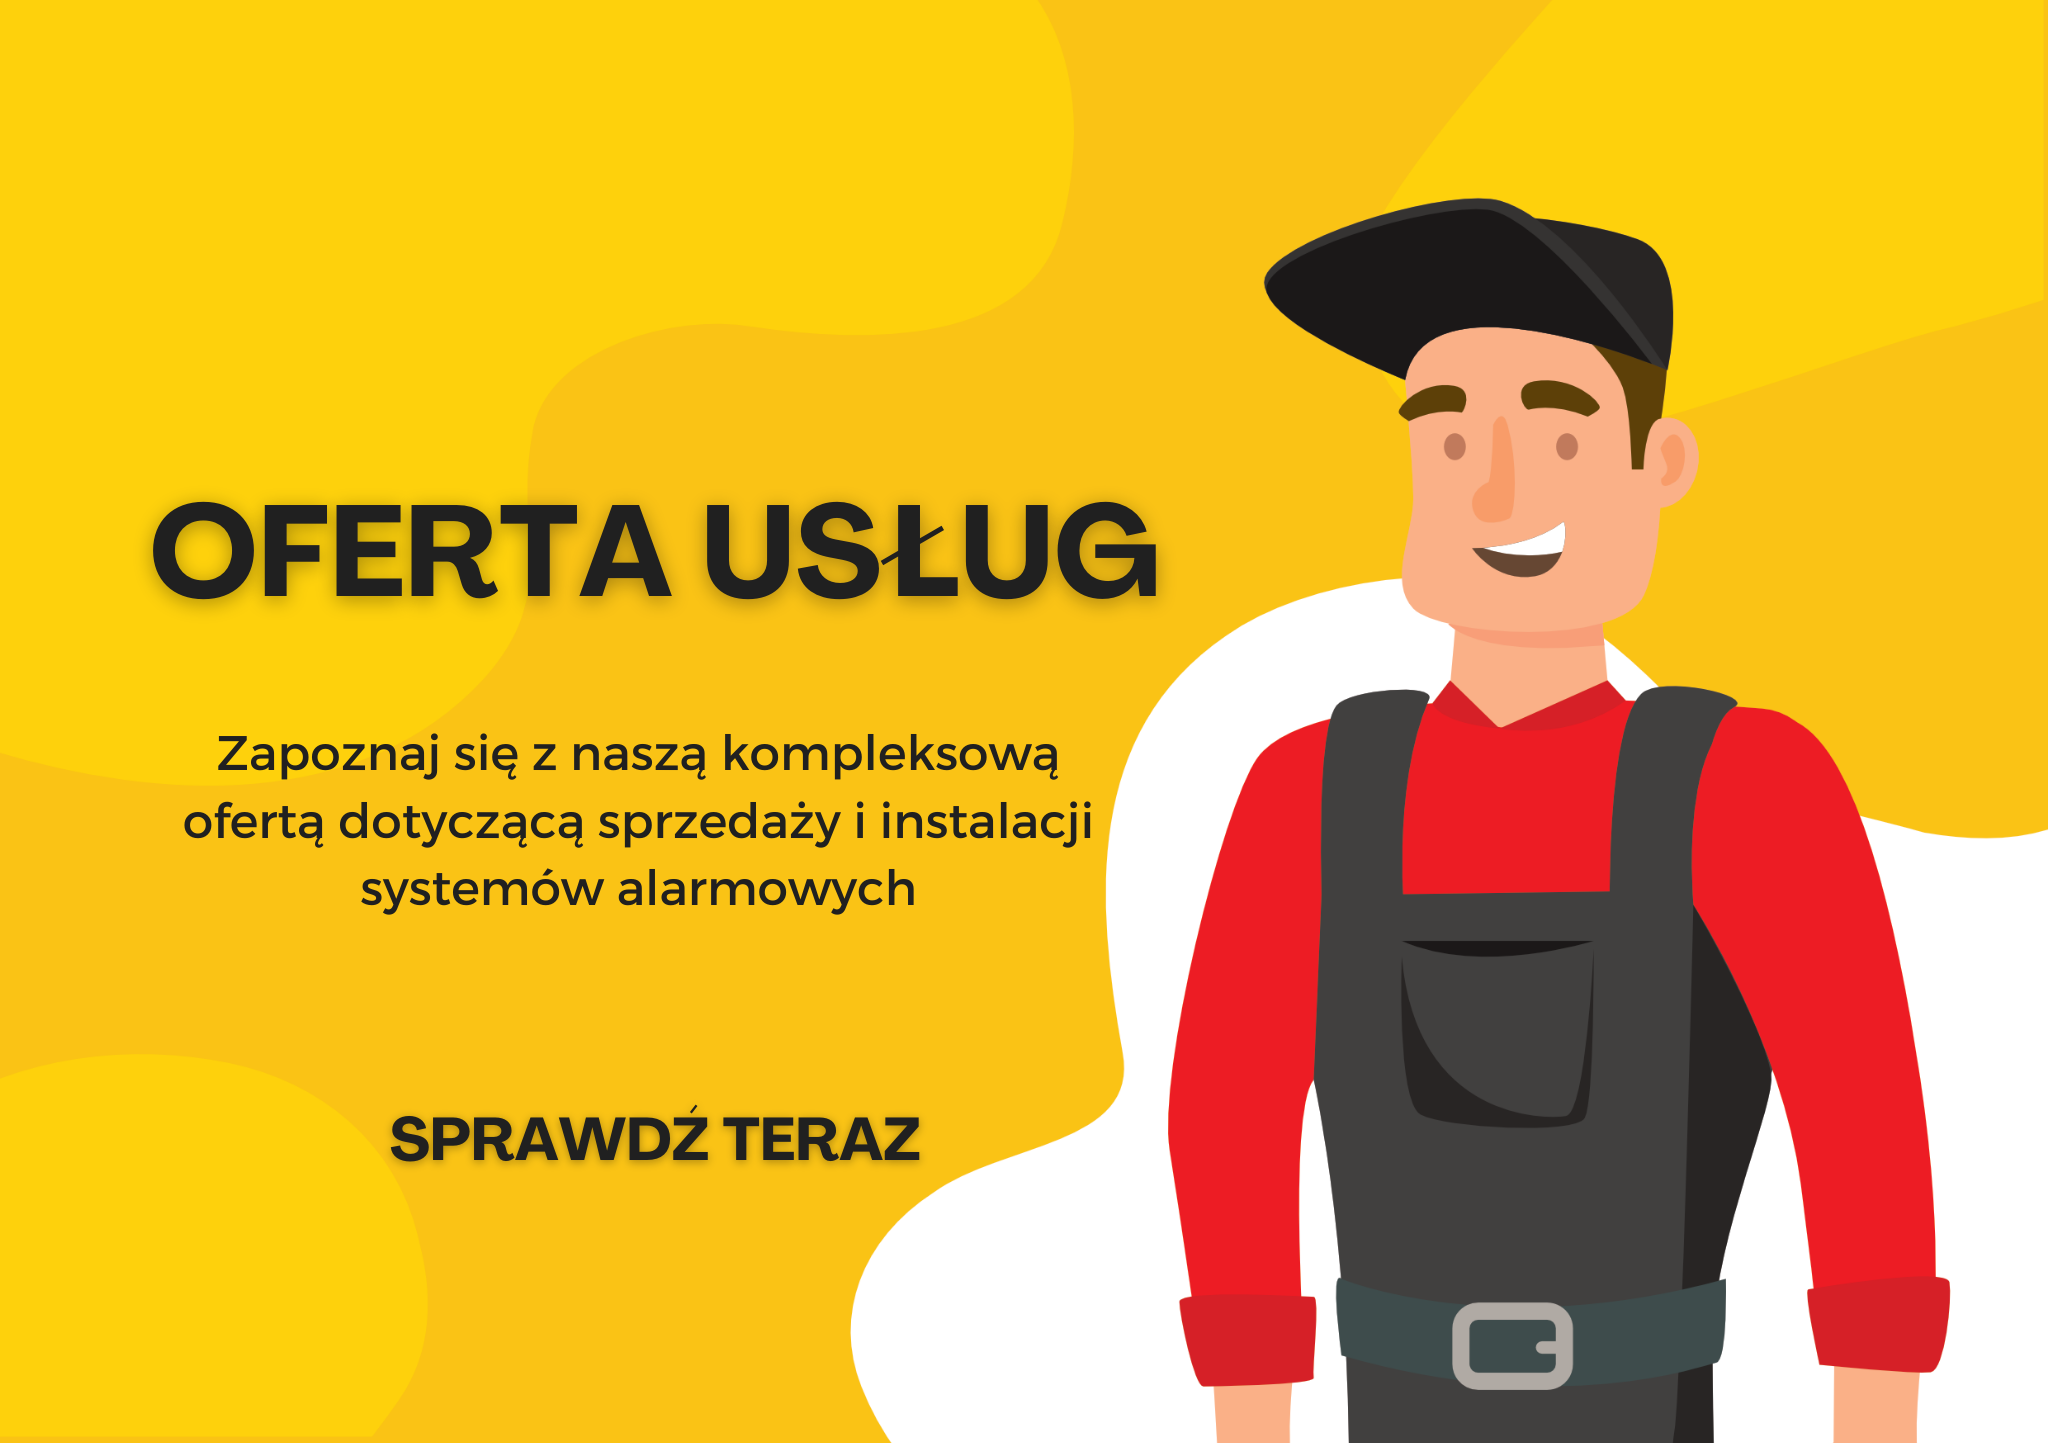 OFERTA USŁUG
Zapoznaj się z naszą kompleksową
ofertą dotyczącą sprzedaży i instalacji
systemów alarmowych
SPRAWDŹ TERAZ